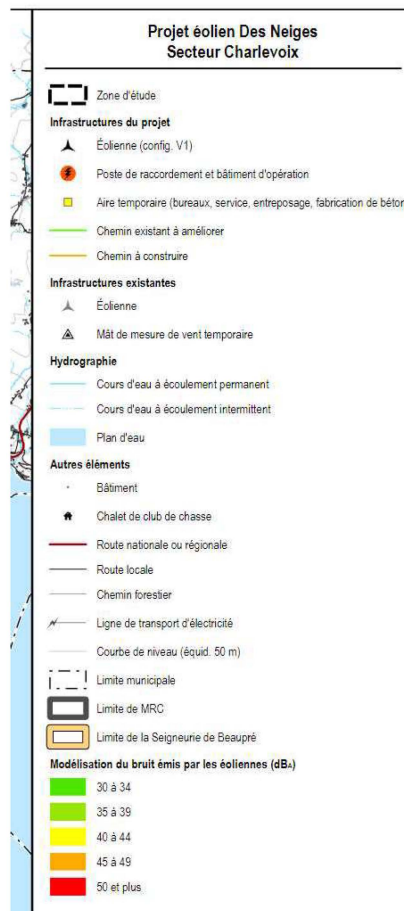 Projet éolien Des Neiges
Secteur Charlevoix
Zone d'étude
Infrastructures du projet
Éolienne (config. V1)
Poste de raccordement et bâtiment d'opération
Aire temporaire (bureaux, service, entreposage, fabrication de béton
Chemin existant à améliorer
Chemin à construire
Infrastructures existantes
Éolienne
Mât de mesure de vent temporaire
Hydrographie
Cours d'eau à écoulement permanent
Cours d'eau à écoulement intermittent
Plan d'eau
Autres éléments
Bâtiment
Chalet de club de chasse
Route nationale ou régionale
Route locale
Chemin forestier
Ligne de transport d'électricité
Courbe de niveau (équid. 50 m)
Limite municipale
Limite de MRC
Limite de la Seigneurie de Beaupré
Modélisation du bruit émis par les éoliennes (dBA)
30 à 34
35 à 39
40 à 44
45 à 49
50 et plus